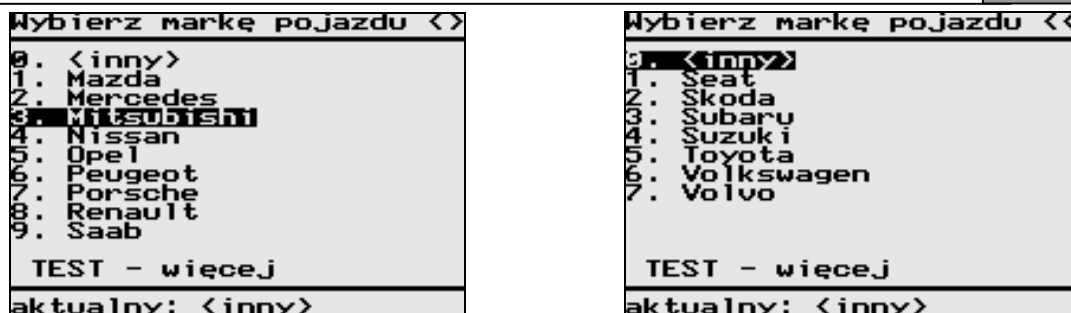 Wybierz markę pojazdu <>
0. <inny>
1. Mazda
2. Mercedes
3. Mitsubishi
4. Nissan
5. Opel
6. Peugeot
7. Porsche
8. Renault
9. Saab
TEST - więcej
aktualny: <inny>
Wybierz markę pojazdu <<
0. <inny>
1. Seat
2. Skoda
3. Subaru
4. Suzuki
5. Toyota
6. Volkswagen
7. Volvo
TEST - więcej
aktualny: <inny>